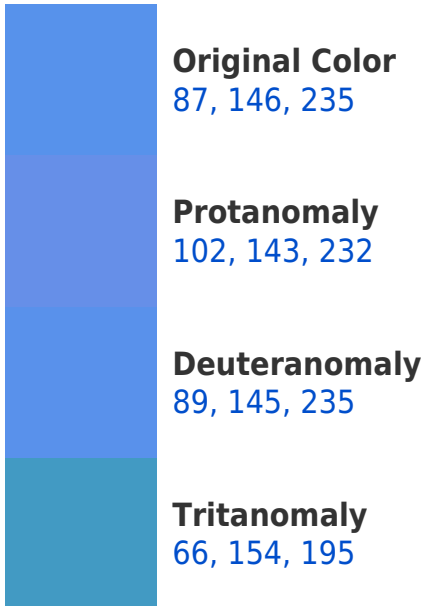 Original Color
87, 146, 235
Protanomaly
102, 143, 232
Deuteranomaly
89, 145, 235
Tritanomaly
66, 154, 195